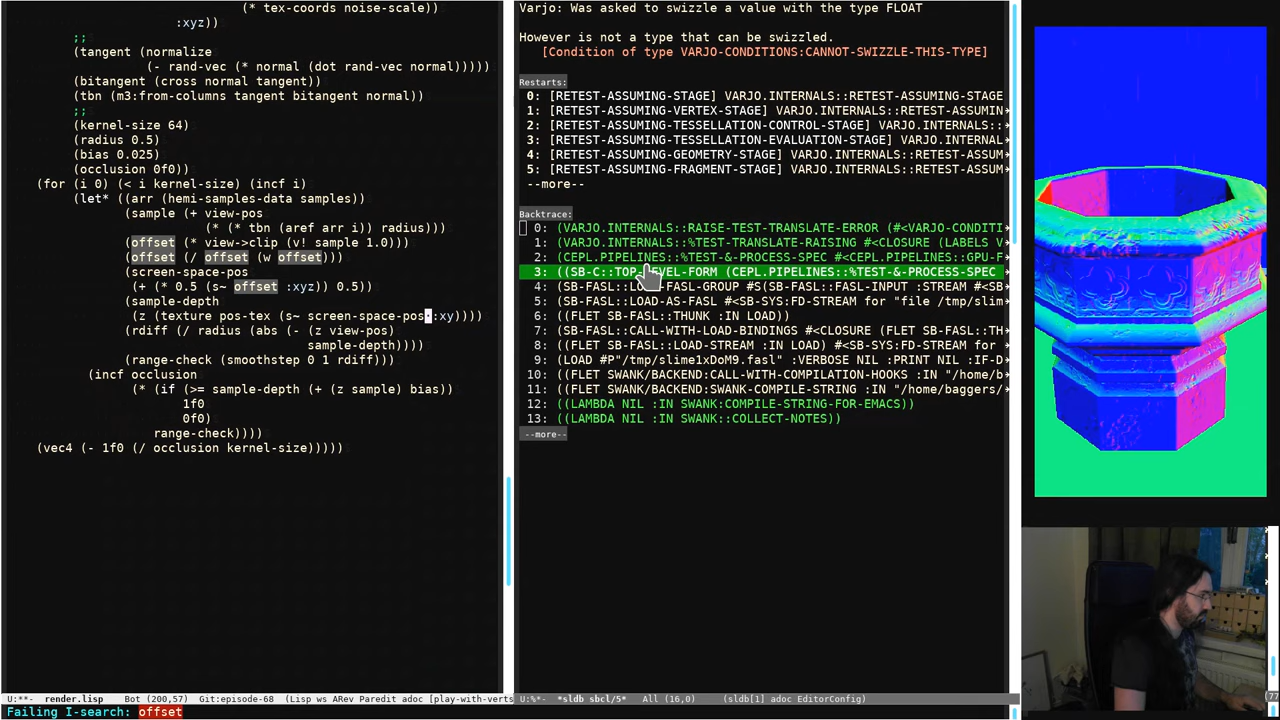 (* tex-coords noise-scale))
:xyz))
;;
(tangent (normalize
(- rand-vec (* normal (dot rand-vec normal)))))
(bitangent (cross normal tangent))
(tbn (m3:from-columns tangent bitangent normal))
;;
(kernel-size 64)
(radius 0.5)
(bias 0.025)
(occlusion 0f0))
(for (i 0) (< i kernel-size) (incf i)
(let* ((arr (hemi-samples-data samples))
(sample (+ view-pos
(* (* tbn (aref arr i)) radius)))
(offset (* view->clip (v! sample 1.0)))
(offset (/ offset (w offset)))
(screen-space-pos
(+ (* 0.5 (s~ offset :xyz)) 0.5))
(sample-depth
(z (texture pos-tex (s~ screen-space-pos :xy))))
(rdiff (/ radius (abs (- (z view-pos)
sample-depth))))
(range-check (smoothstep 0 1 rdiff)))
(incf occlusion
(* (if (>= sample-depth (+ (z sample) bias))
1f0
0f0)
range-check))))
(vec4 (- 1f0 (/ occlusion kernel-size)))))
U:**- render.lisp Bot (200,57) Git:episode-68 (Lisp ws ARev Paredit adoc [play-with-verts
Failing I-search: offset
Varjo: Was asked to swizzle a value with the type FLOAT
However is not a type that can be swizzled.
[Condition of type VARJO-CONDITIONS:CANNOT-SWIZZLE-THIS-TYPE]
Restarts:
0: [RETEST-ASSUMING-STAGE] VARJO.INTERNALS::RETEST-ASSUMING-STAGE
1: [RETEST-ASSUMING-VERTEX-STAGE] VARJO.INTERNALS::RETEST-ASSUMIN
2: [RETEST-ASSUMING-TESSELLATION-CONTROL-STAGE] VARJO.INTERNALS::
3: [RETEST-ASSUMING-TESSELLATION-EVALUATION-STAGE] VARJO.INTERNAL
4: [RETEST-ASSUMING-GEOMETRY-STAGE] VARJO.INTERNALS::RETEST-ASSUM
5: [RETEST-ASSUMING-FRAGMENT-STAGE] VARJO.INTERNALS::RETEST-ASSUM
--more--
Backtrace:
0: (VARJO.INTERNALS::RAISE-TEST-TRANSLATE-ERROR (#<VARJO-CONDITI
1: (VARJO.INTERNALS::%TEST-TRANSLATE-RAISING #<CLOSURE (LABELS V
2: (CEPL.PIPELINES::%TEST-&-PROCESS-SPEC #<CEPL.PIPELINES::GPU-F
3: ((SB-C::TOP-LEVEL-FORM (CEPL.PIPELINES::%TEST-&-PROCESS-SPEC
4: (SB-FASL::LOAD-FASL-GROUP #S(SB-FASL::FASL-INPUT :STREAM #<SB
5: (SB-FASL::LOAD-AS-FASL #<SB-SYS:FD-STREAM for "file /tmp/slim
6: ((FLET SB-FASL::THUNK :IN LOAD))
7: (SB-FASL::CALL-WITH-LOAD-BINDINGS #<CLOSURE (FLET SB-FASL::TH
8: ((FLET SB-FASL::LOAD-STREAM :IN LOAD) #<SB-SYS:FD-STREAM for
9: (LOAD #P"/tmp/slime1xDoM9.fasl" :VERBOSE NIL :PRINT NIL :IF-D
10: ((FLET SWANK/BACKEND:CALL-WITH-COMPILATION-HOOKS :IN "/home/b
11: ((FLET SWANK/BACKEND:SWANK-COMPILE-STRING :IN "/home/baggers/
12: ((LAMBDA NIL :IN SWANK:COMPILE-STRING-FOR-EMACS))
13: ((LAMBDA NIL :IN SWANK::COLLECT-NOTES))
--more--
U:%*- *sldb sbcl/5* All (16,0) (sldb[1] adoc EditorConfig)